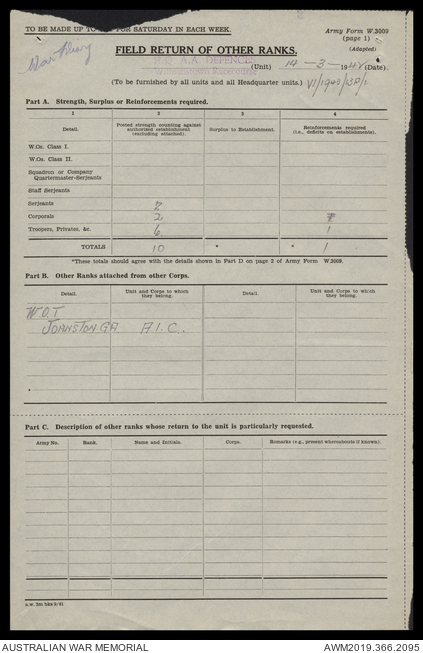 TO BE MADE UP TO FOR SATURDAY IN EACH WEEK.
War Diary
Army Form W.3009
(page 1)
(Adapted)
FIELD RETURN OF OTHER RANKS.
H.Q. A.A. DEFENCES
(Unit) 14 - 3 - 1942 (Date).
(To be furnished by all units and all Headquarter units.)
Part A. Strength, Surplus or Reinforcements required.
1 2 3 4
Detail. Posted strength counting against authorized establishment (excluding attached). Surplus to Establishment. Reinforcements required (i.e., deficits on establishments).
W.Os. Class I.
W.Os. Class II.
Squadron or Company Quartermaster-Serjeants
Staff Serjeants
Serjeants 2
Corporals 2
Troopers, Privates, &c. 6 1
TOTALS 10 * * 1
*These totals should agree with the details shown in Part D on page 2 of Army Form W.3009.
Part B. Other Ranks attached from other Corps.
Detail. Unit and Corps to which they belong. Detail. Unit and Corps to which they belong.
W.O.I
JOHNSTON GA A.I.C.
Part C. Description of other ranks whose return to the unit is particularly requested.
Army No. Rank. Name and Initials. Corps. Remarks (e.g., present whereabouts if known).
AUSTRALIAN WAR MEMORIAL AWM2019.366.2095